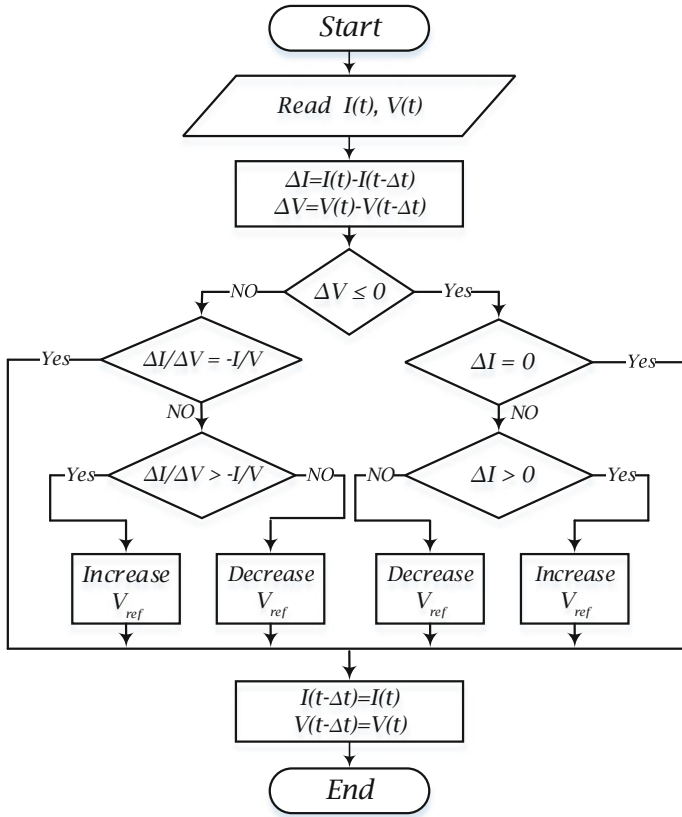 Start
Read I(t), V(t)
ΔI=I(t)-I(t-Δt)
ΔV=V(t)-V(t-Δt)
ΔV ≤ 0
NO
Yes
ΔI/ΔV = -I/V
Yes
NO
ΔI = 0
Yes
NO
ΔI/ΔV > -I/V
Yes
NO
ΔI > 0
NO
Yes
Increase
V_ref
Decrease
V_ref
Decrease
V_ref
Increase
V_ref
I(t-Δt)=I(t)
V(t-Δt)=V(t)
End